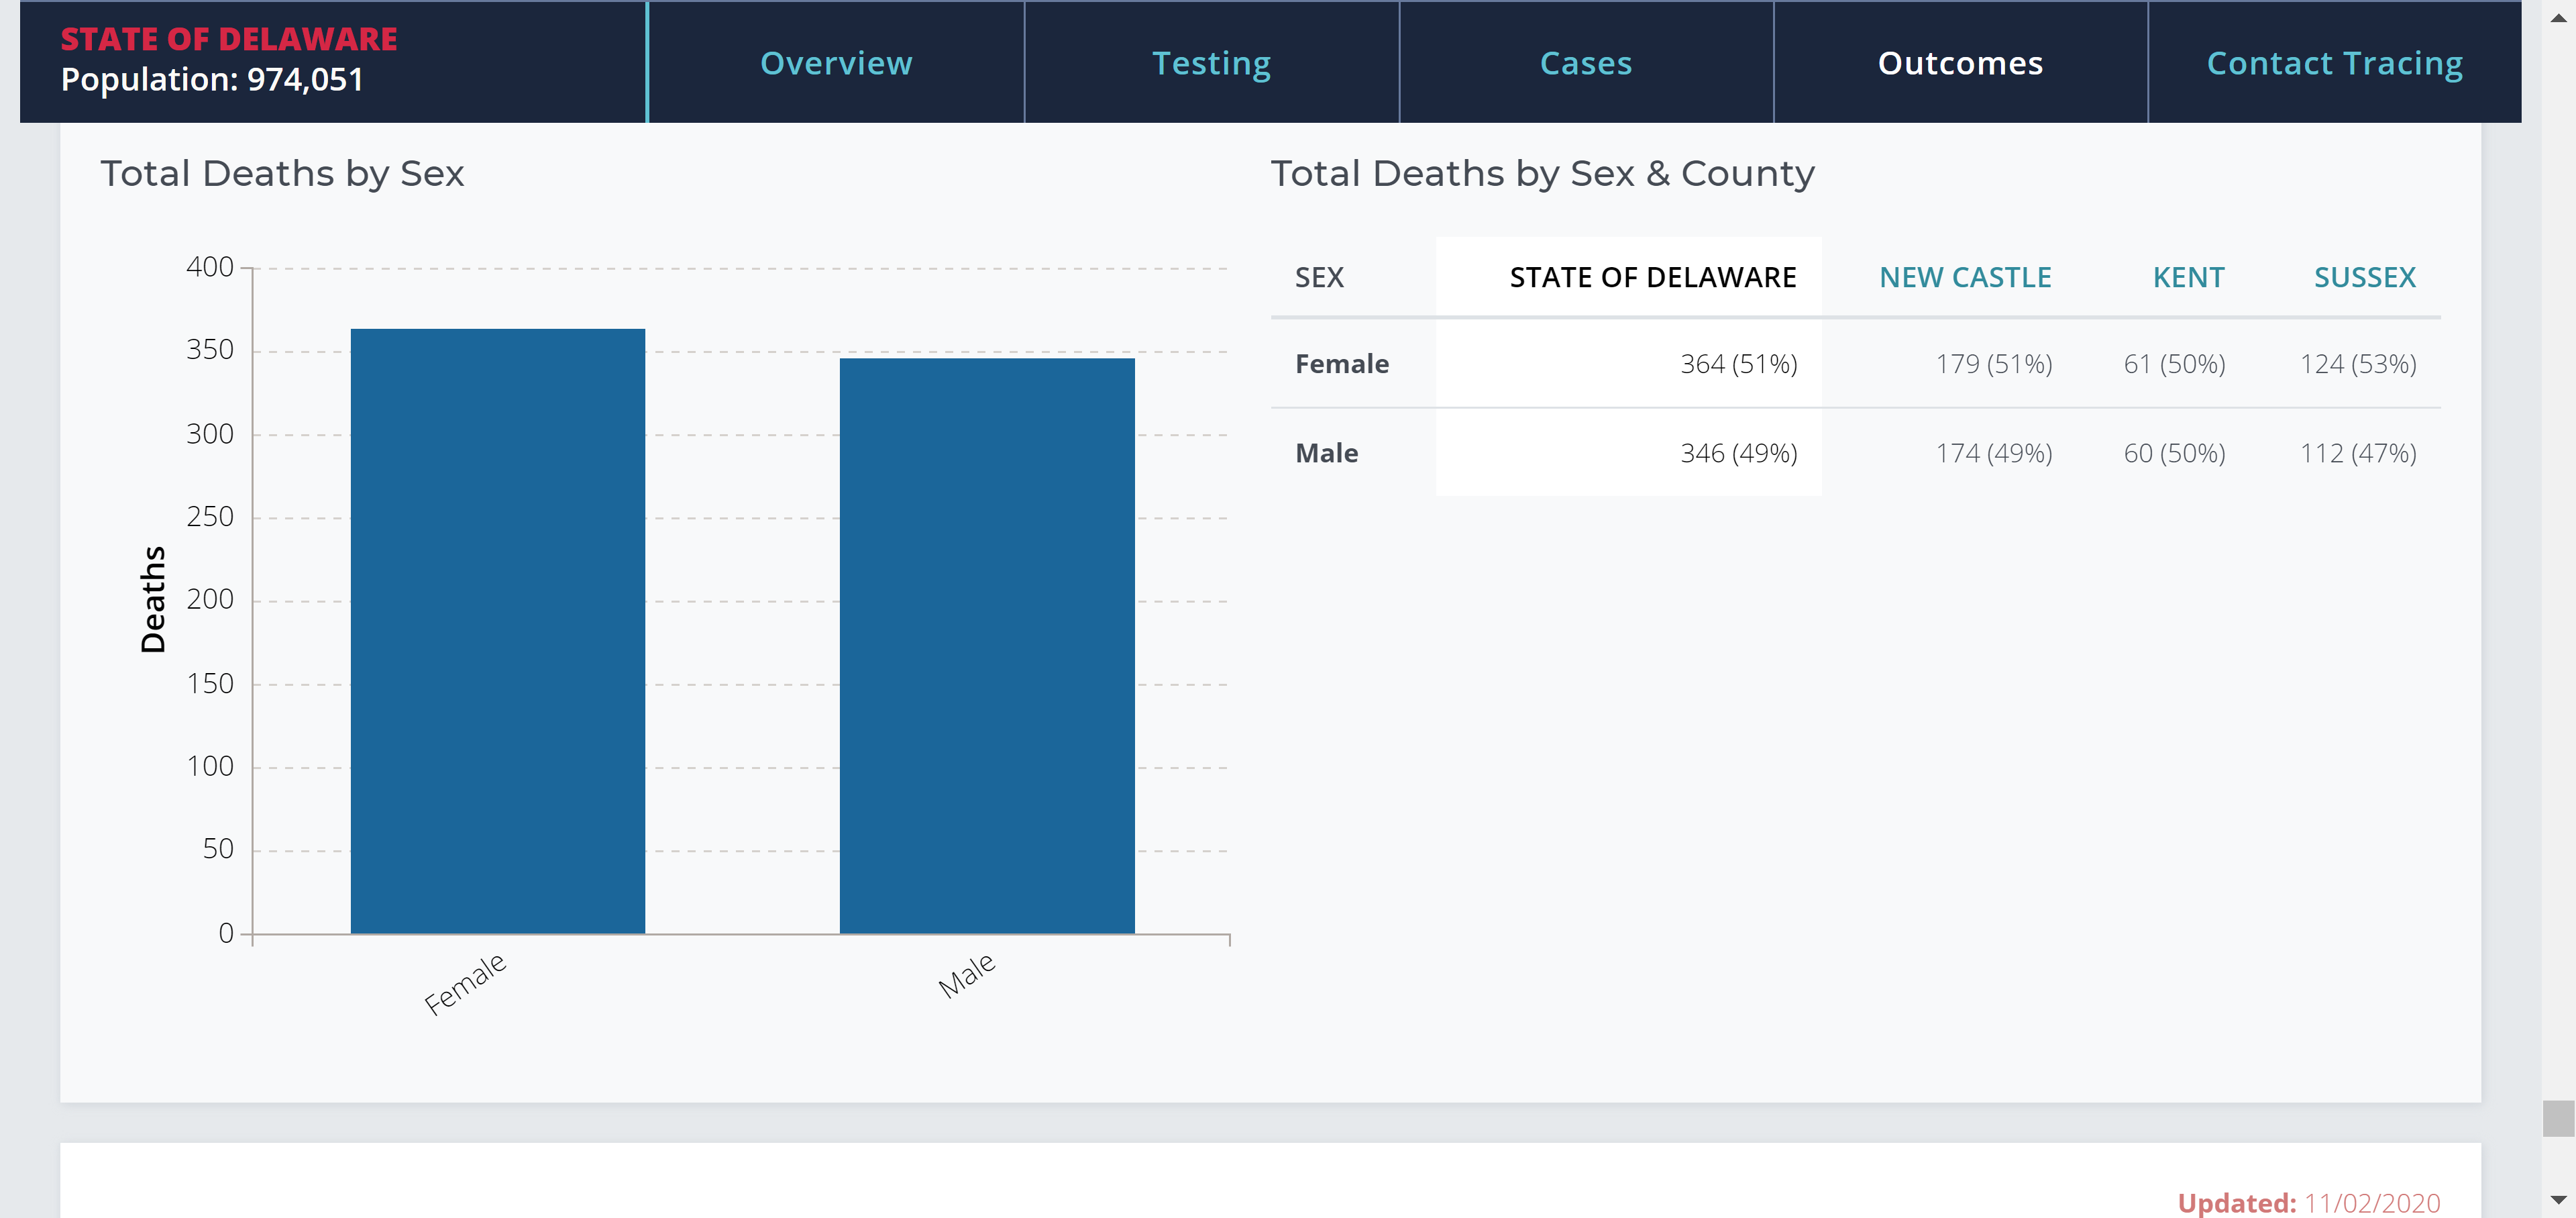 STATE OF DELAWARE
Population: 974,051
Overview
Testing
Cases
Outcomes
Contact Tracing
Total Deaths by Sex
400
350
300
250
200
150
100
50
0
Deaths
Female
Male
Total Deaths by Sex & County
SEX STATE OF DELAWARE NEW CASTLE KENT SUSSEX
Female 364 (51%) 179 (51%) 61 (50%) 124 (53%)
Male 346 (49%) 174 (49%) 60 (50%) 112 (47%)
Updated: 11/02/2020